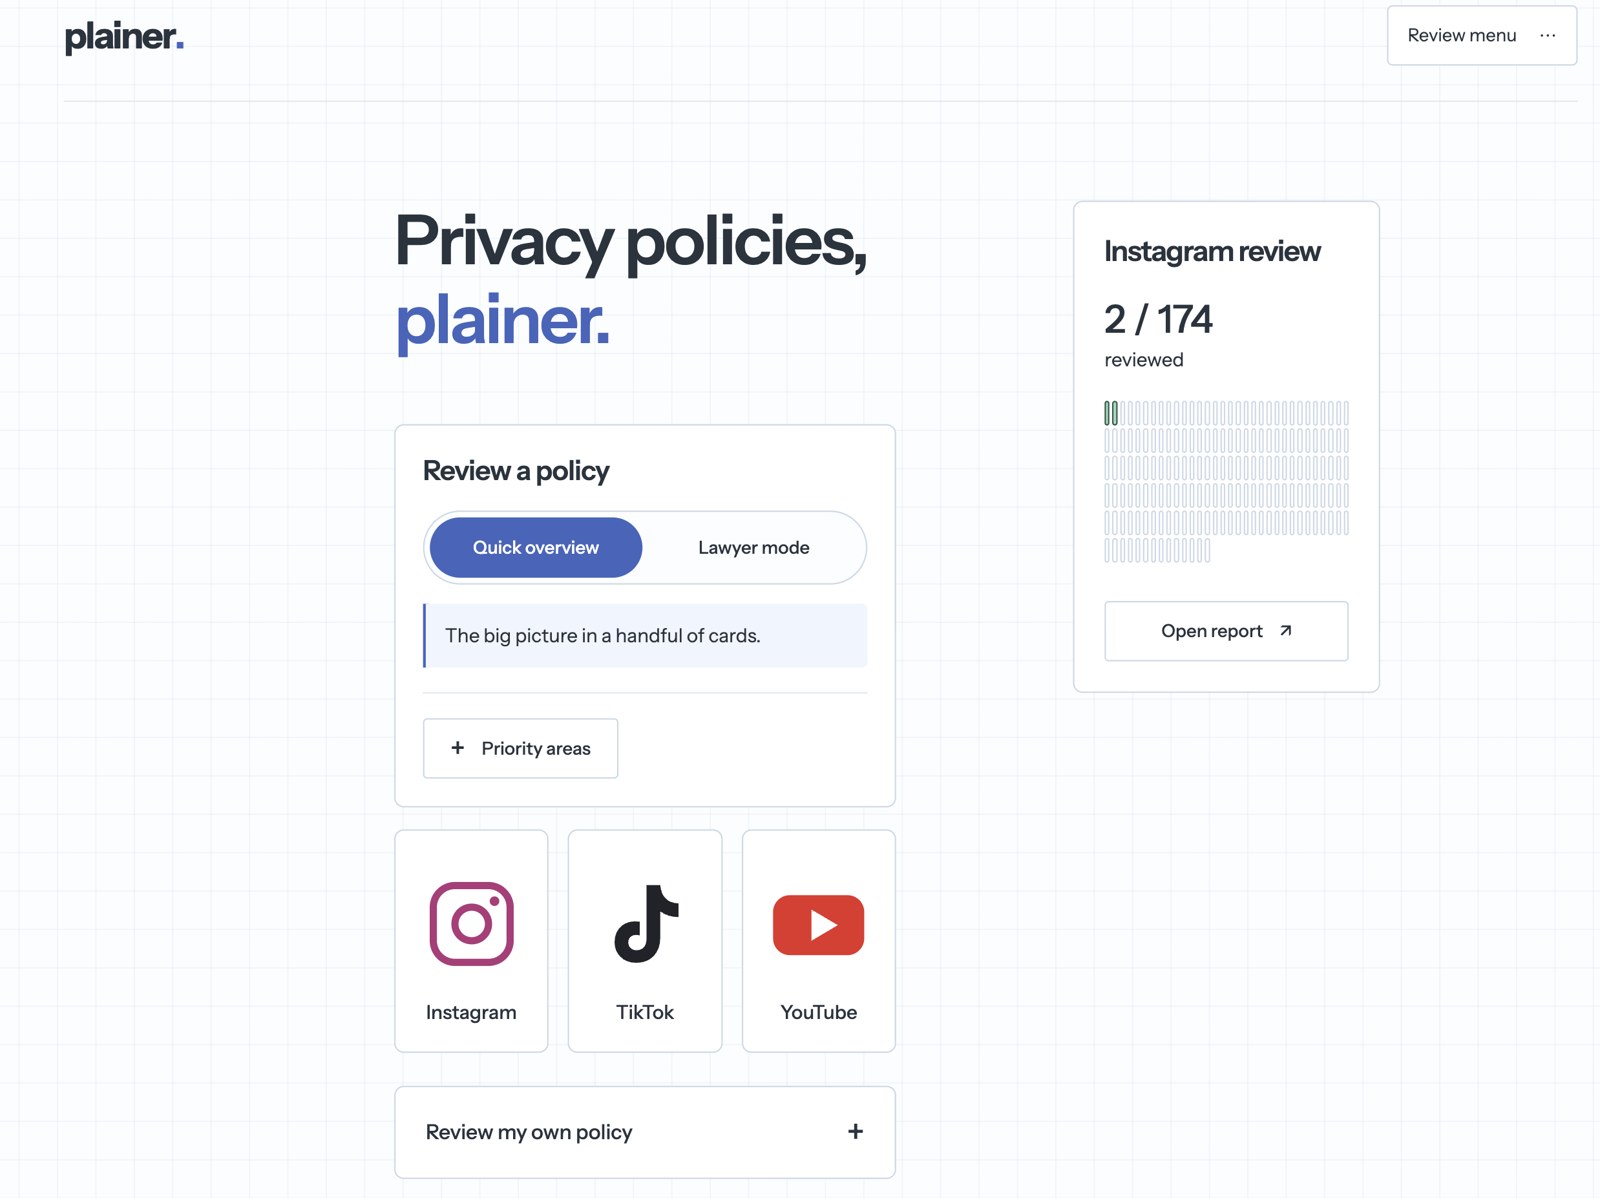 plainer.
Review menu ...
Privacy policies,
plainer.
Review a policy
Quick overview
Lawyer mode
The big picture in a handful of cards.
+ Priority areas
Instagram
TikTok
YouTube
Review my own policy +
Instagram review
2 / 174
reviewed
Open report ↗